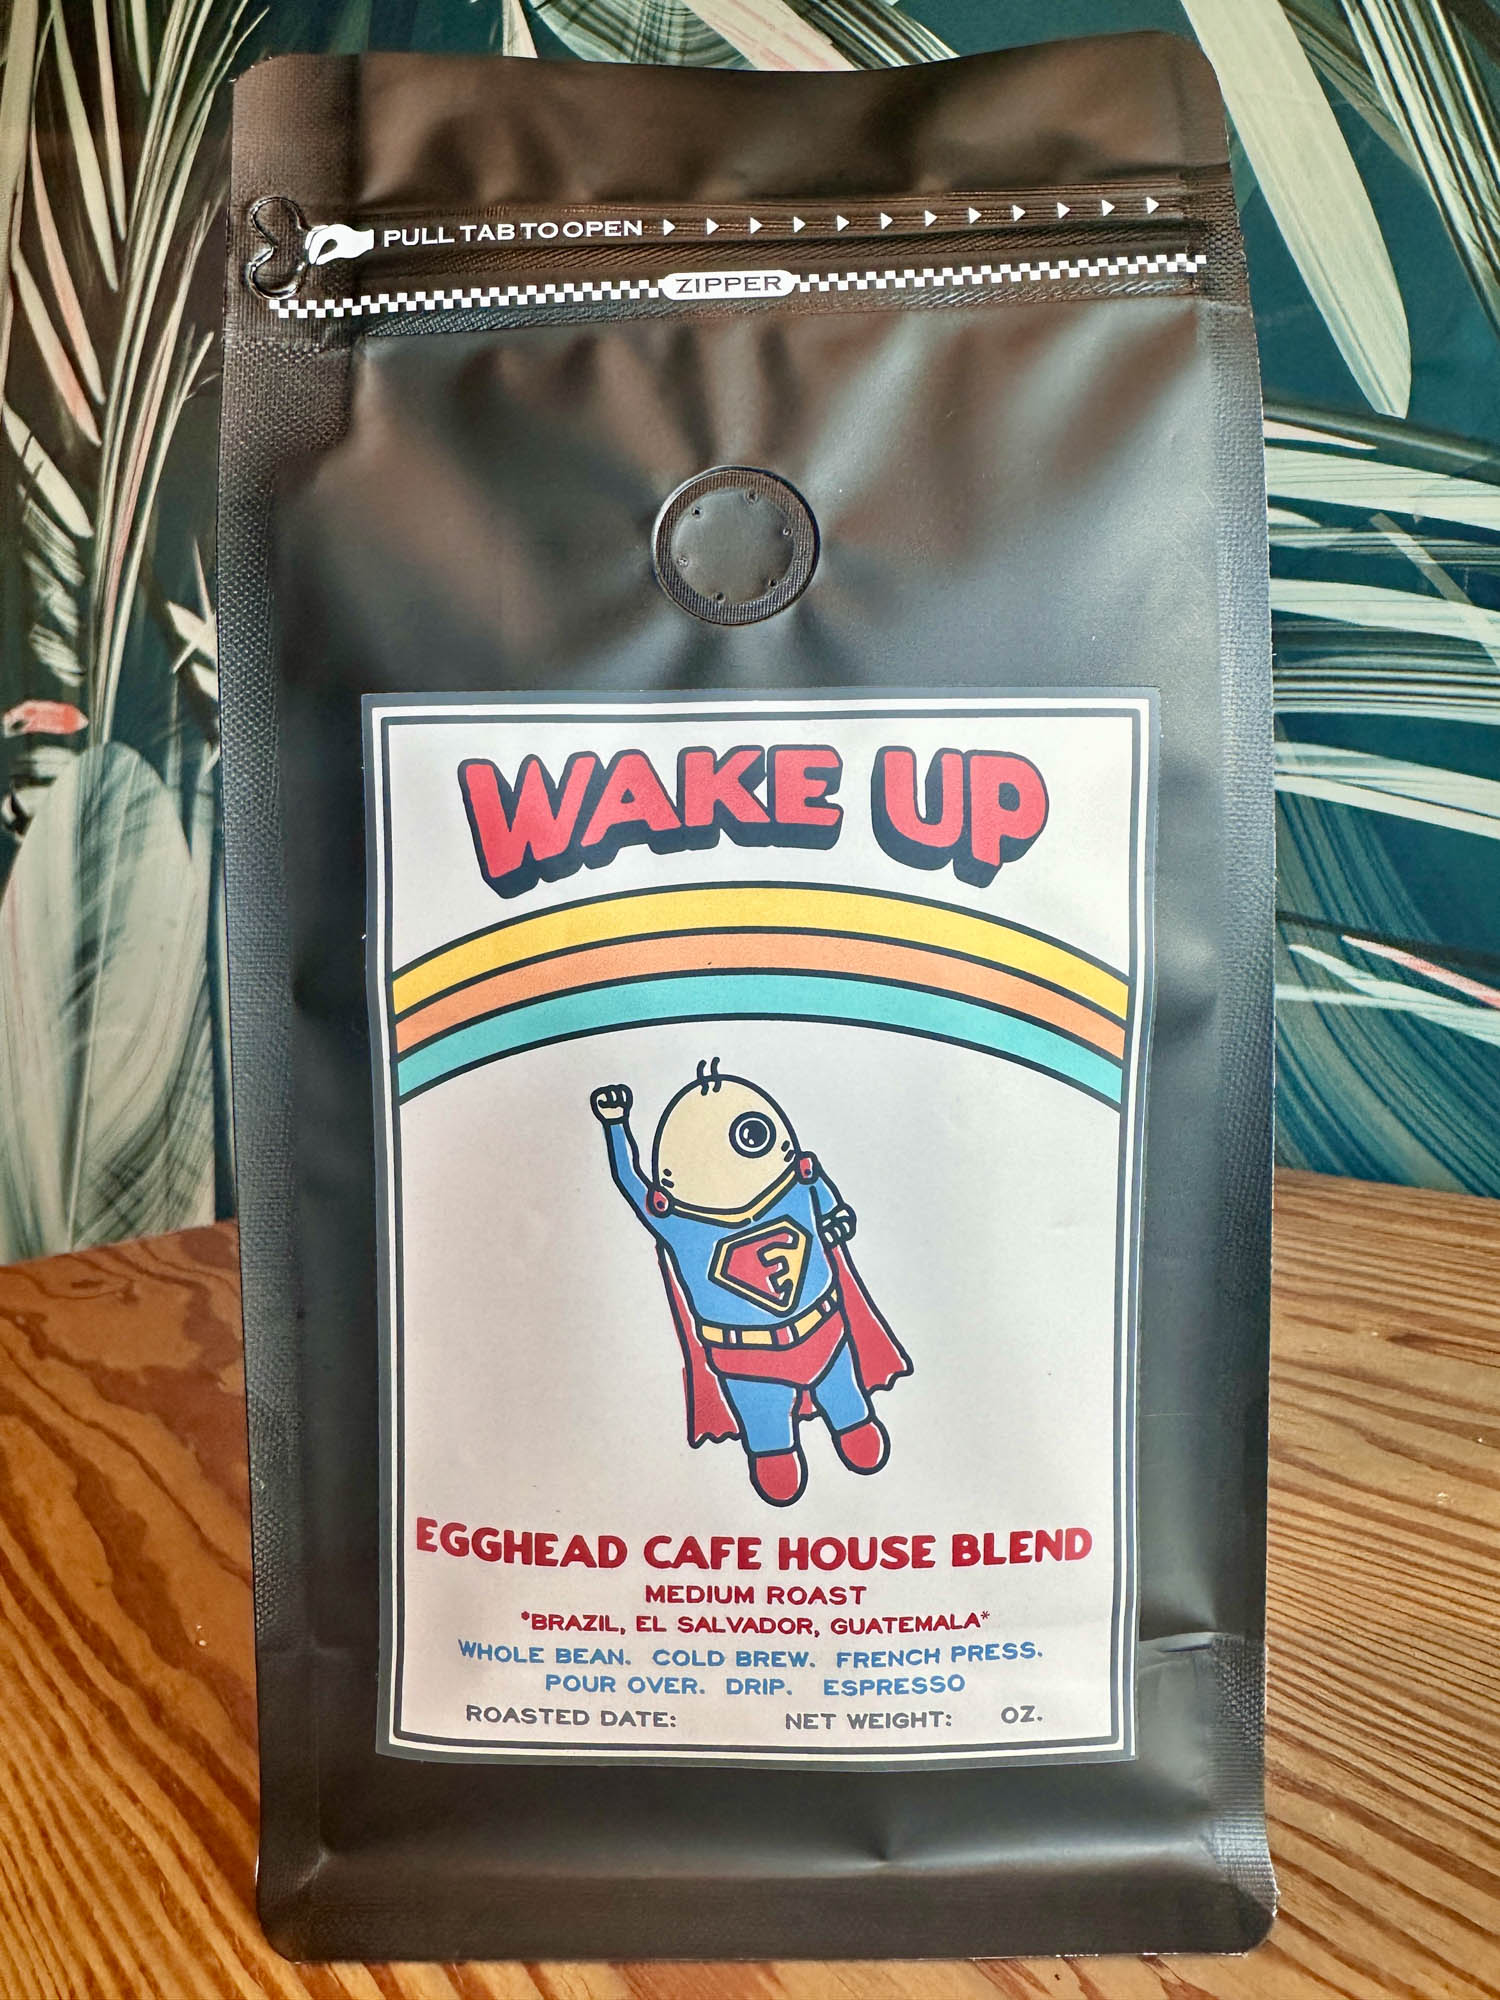 PULL TAB TO OPEN
ZIPPER
WAKE UP
E
EGGHEAD CAFE HOUSE BLEND
MEDIUM ROAST
*BRAZIL, EL SALVADOR, GUATEMALA*
WHOLE BEAN. COLD BREW. FRENCH PRESS.
POUR OVER. DRIP. ESPRESSO
ROASTED DATE: NET WEIGHT: OZ.